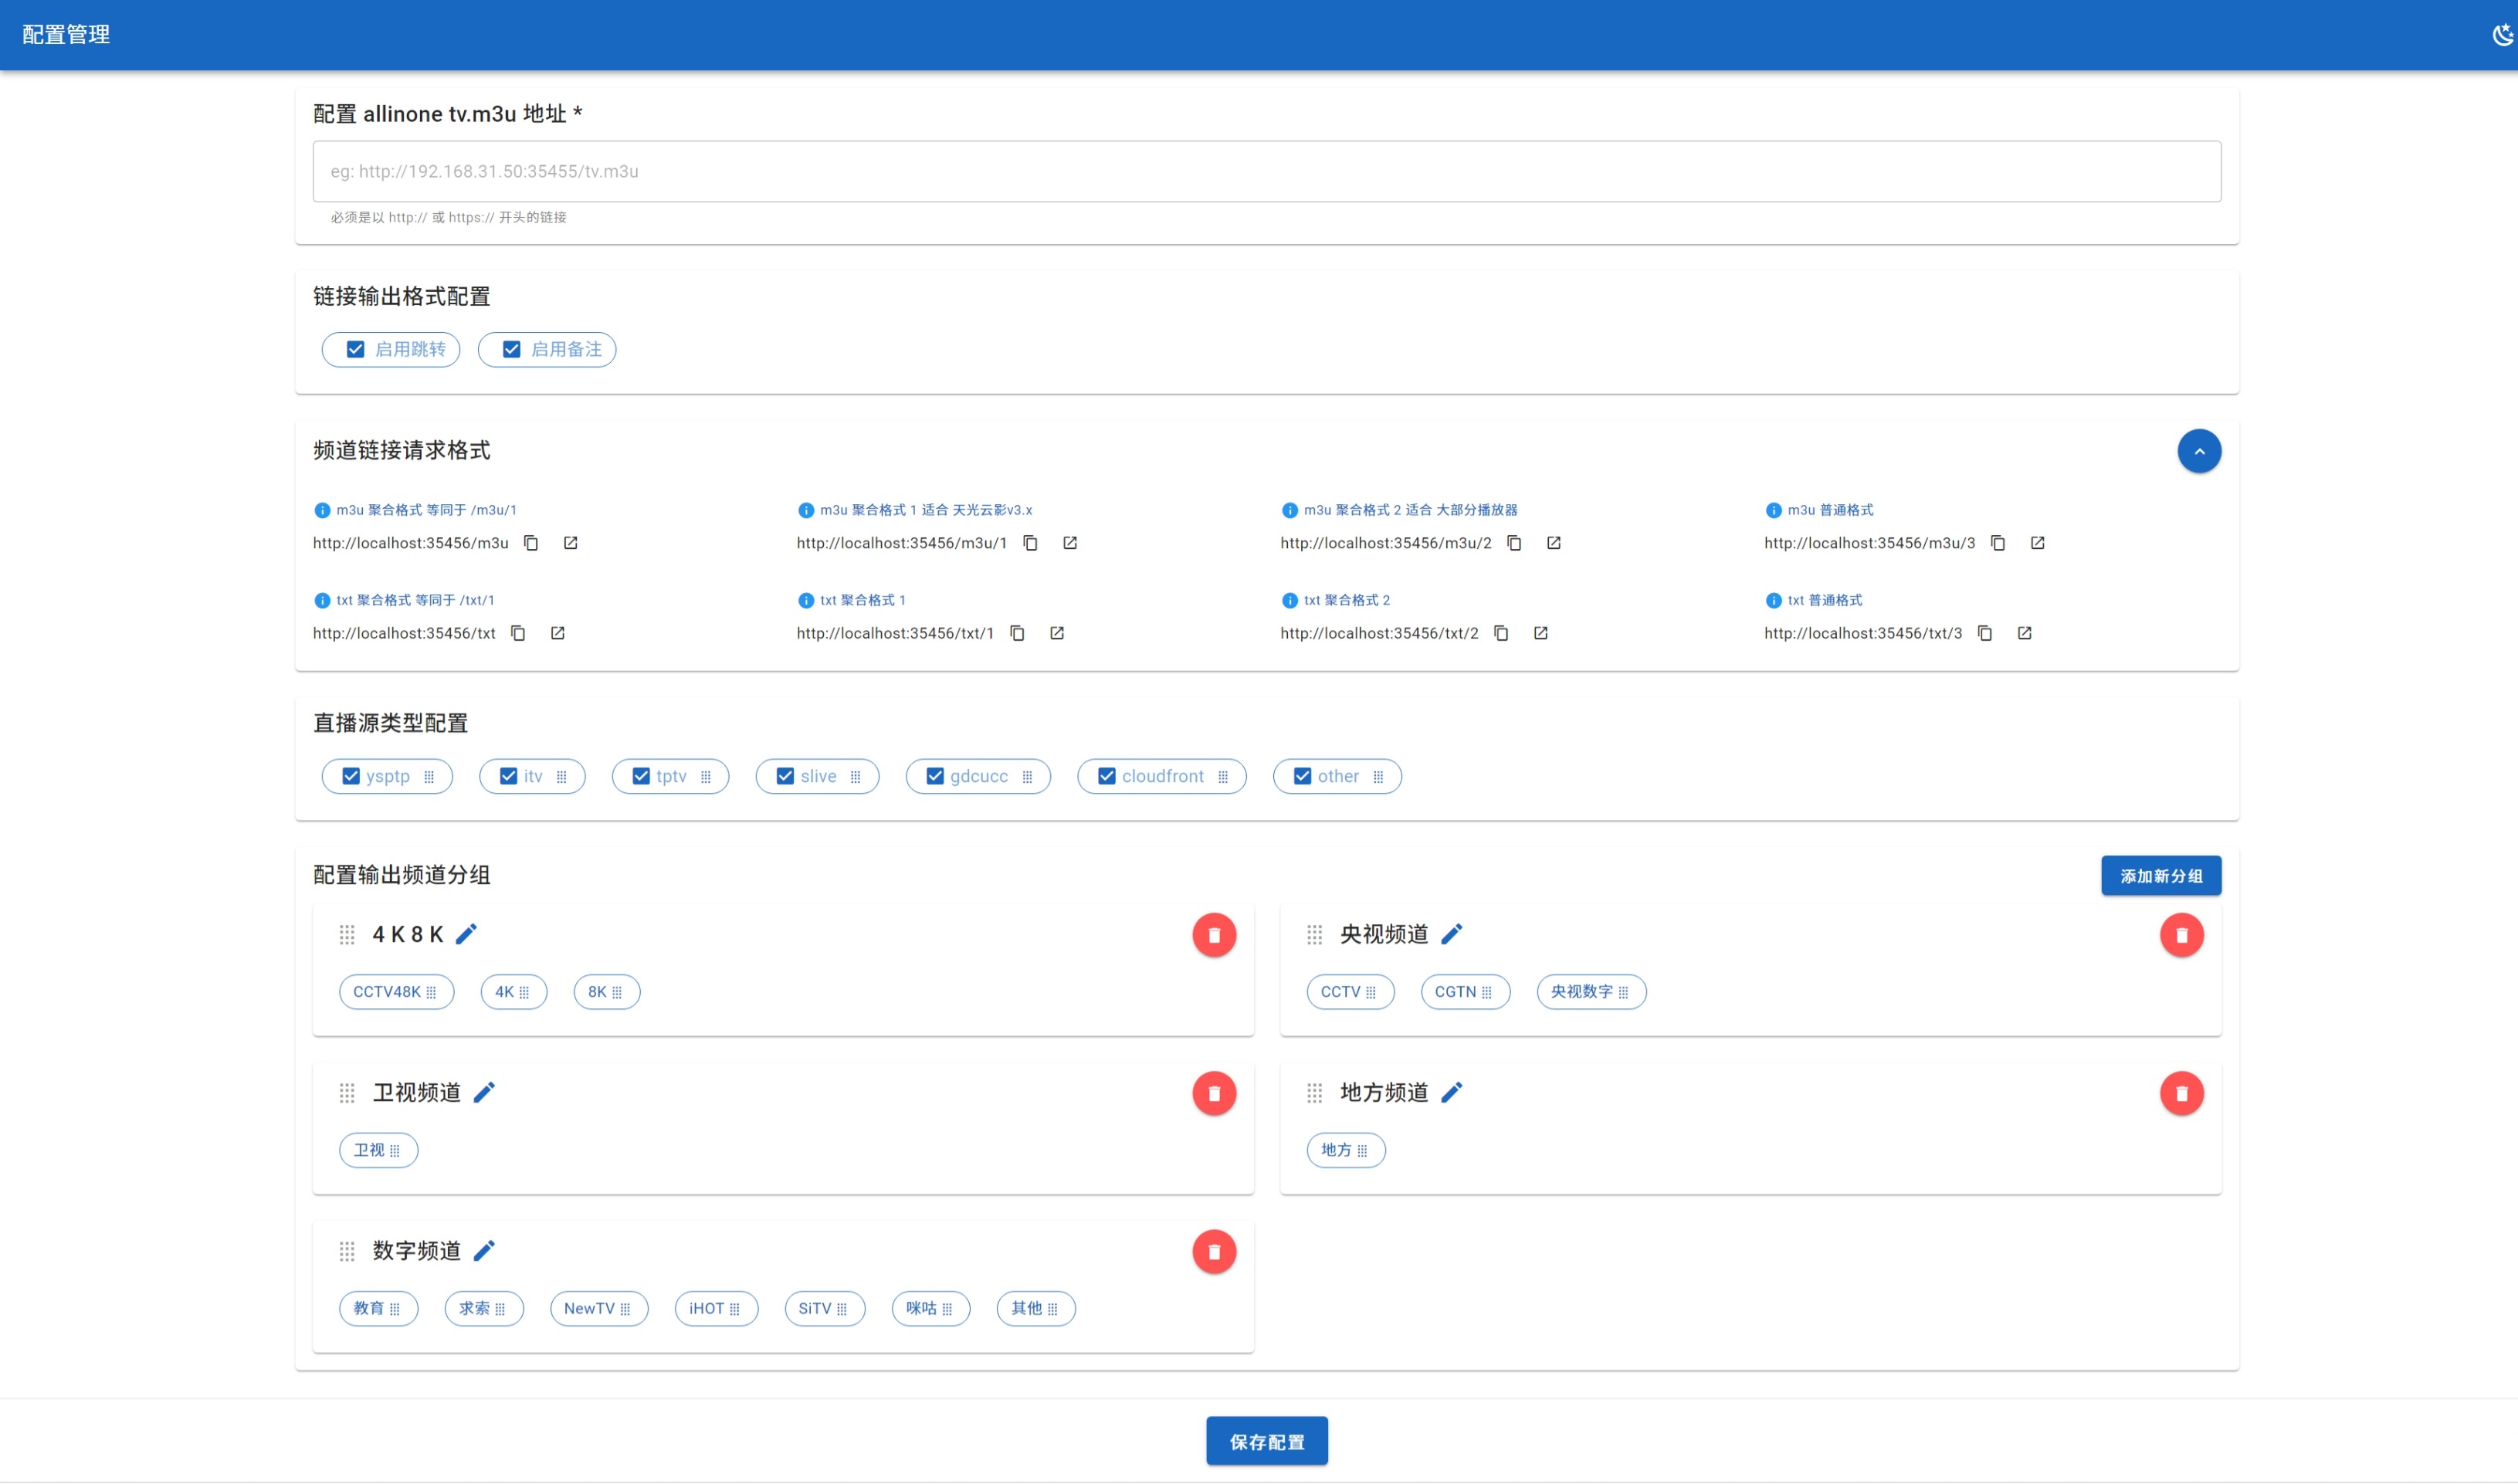 配置管理
配置 allinone tv.m3u 地址 *
eg: http://192.168.31.50:35455/tv.m3u
必须是以 http:// 或 https:// 开头的链接
链接输出格式配置
启用跳转 启用备注
频道链接请求格式
m3u 聚合格式 等同于 /m3u/1 m3u 聚合格式 1 适合 天光云影v3.x m3u 聚合格式 2 适合 大部分播放器 m3u 普通格式
http://localhost:35456/m3u http://localhost:35456/m3u/1 http://localhost:35456/m3u/2 http://localhost:35456/m3u/3
txt 聚合格式 等同于 /txt/1 txt 聚合格式 1 txt 聚合格式 2 txt 普通格式
http://localhost:35456/txt http://localhost:35456/txt/1 http://localhost:35456/txt/2 http://localhost:35456/txt/3
直播源类型配置
ysptp itv tptv slive gdcucc cloudfront other
配置输出频道分组 添加新分组
4 K 8 K 央视频道
CCTV48K 4K 8K CCTV CGTN 央视数字
卫视频道 地方频道
卫视 地方
数字频道
教育 求索 NewTV iHOT SiTV 咪咕 其他
保存配置